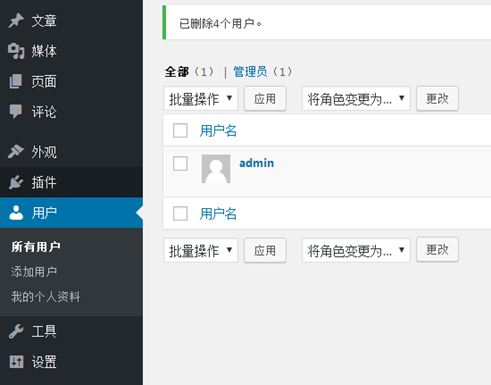 文章
媒体
页面
评论
外观
插件
用户
所有用户
添加用户
我的个人资料
工具
设置
已删除4个用户。
全部（1） | 管理员（1）
批量操作 应用 将角色变更为... 更改
用户名
admin
用户名
批量操作 应用 将角色变更为... 更改